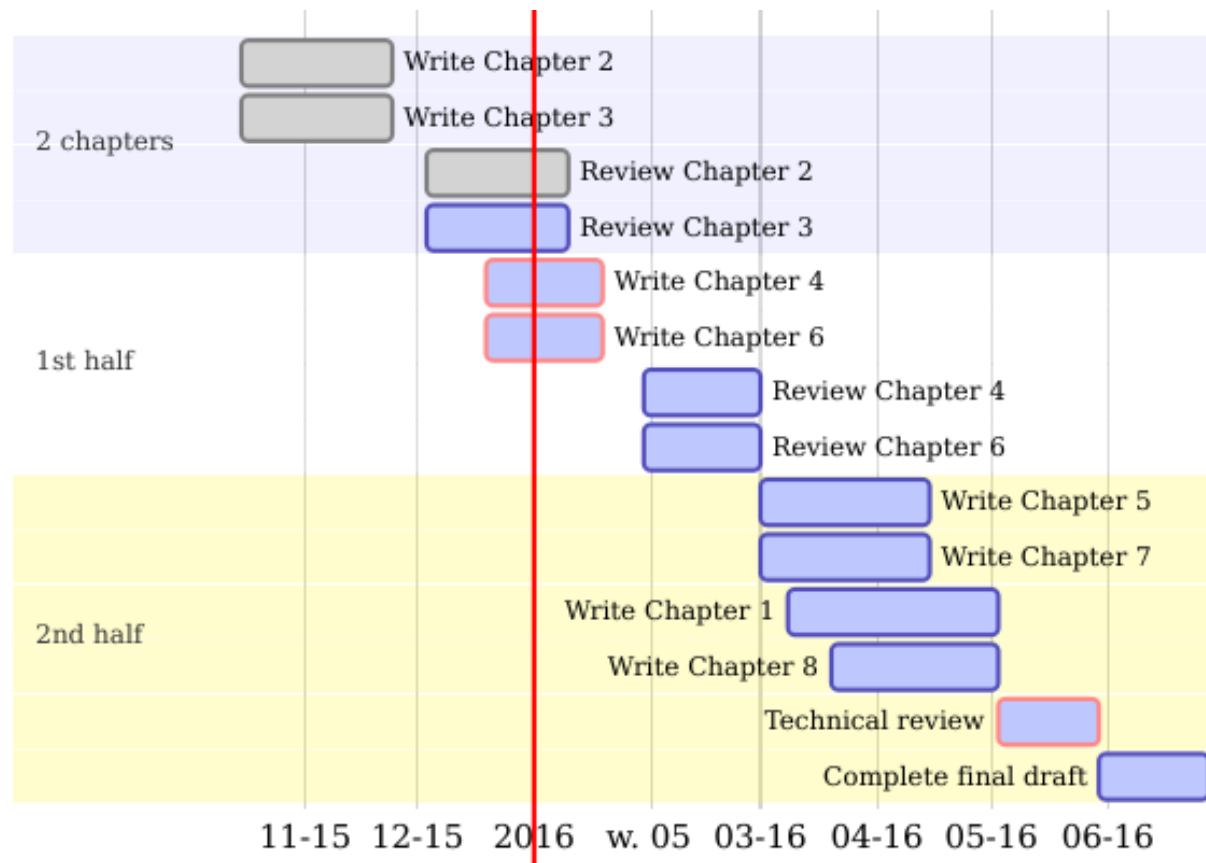 Write Chapter 2
Write Chapter 3
2 chapters
Review Chapter 2
Review Chapter 3
Write Chapter 4
Write Chapter 6
1st half
Review Chapter 4
Review Chapter 6
Write Chapter 5
Write Chapter 7
Write Chapter 1
2nd half
Write Chapter 8
Technical review
Complete final draft
11-15 12-15 2016 w. 05 03-16 04-16 05-16 06-16